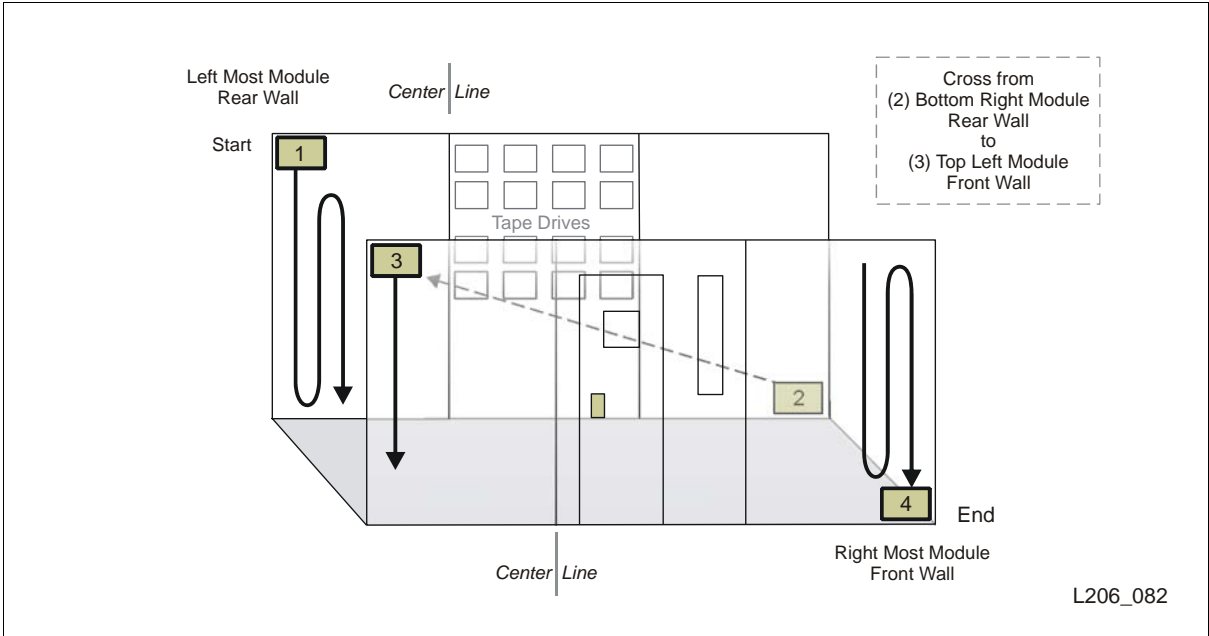 Left Most Module
Rear Wall
Center Line
Cross from
(2) Bottom Right Module
Rear Wall
to
(3) Top Left Module
Front Wall
Start
1
Tape Drives
3
2
4
End
Center Line
Right Most Module
Front Wall
L206_082